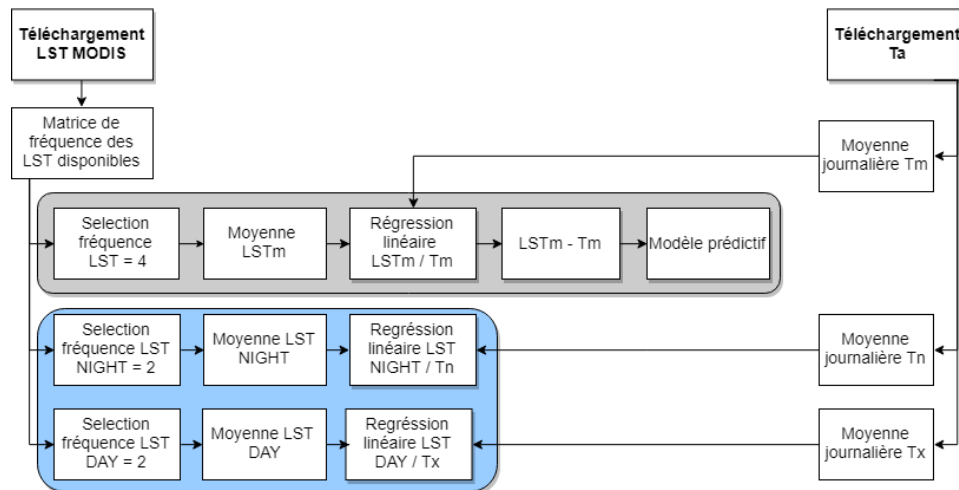 Téléchargement
LST MODIS
Téléchargement
Ta
Matrice de
fréquence des
LST disponibles
Moyenne
journalière Tm
Selection
fréquence
LST = 4
Moyenne
LSTm
Régression
linéaire
LSTm / Tm
LSTm - Tm
Modèle prédictif
Selection
fréquence LST
NIGHT = 2
Moyenne LST
NIGHT
Regréssion
linéaire LST
NIGHT / Tn
Moyenne
journalière Tn
Selection
fréquence LST
DAY = 2
Moyenne LST
DAY
Regréssion
linéaire LST
DAY / Tx
Moyenne
journalière Tx